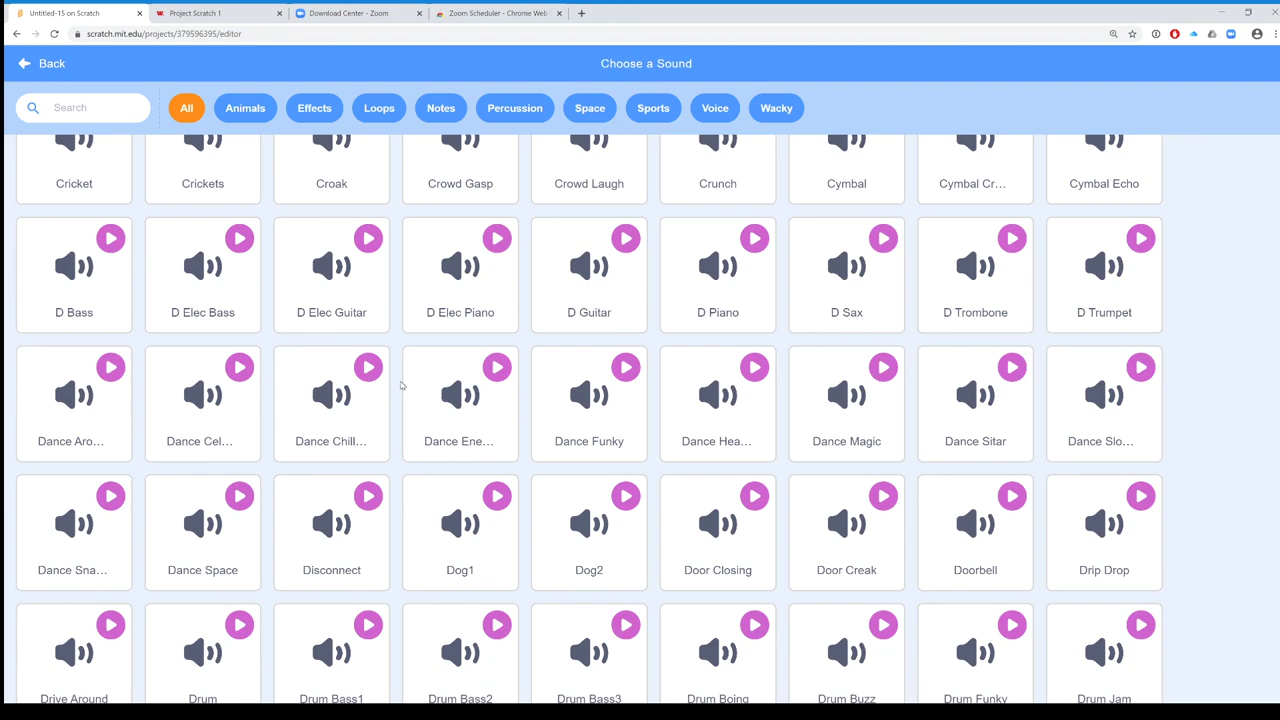 Untitled-15 on Scratch
Project Scratch 1
Download Center - Zoom
Zoom Scheduler - Chrome Web
scratch.mit.edu/projects/379596395/editor
Back
Choose a Sound
Search
All
Animals
Effects
Loops
Notes
Percussion
Space
Sports
Voice
Wacky
Cricket
Crickets
Croak
Crowd Gasp
Crowd Laugh
Crunch
Cymbal
Cymbal Cr...
Cymbal Echo
D Bass
D Elec Bass
D Elec Guitar
D Elec Piano
D Guitar
D Piano
D Sax
D Trombone
D Trumpet
Dance Aro...
Dance Cel...
Dance Chill...
Dance Ene...
Dance Funky
Dance Hea...
Dance Magic
Dance Sitar
Dance Slo...
Dance Sna...
Dance Space
Disconnect
Dog1
Dog2
Door Closing
Door Creak
Doorbell
Drip Drop
Drive Around
Drum
Drum Bass1
Drum Bass2
Drum Bass3
Drum Boing
Drum Buzz
Drum Funky
Drum Jam